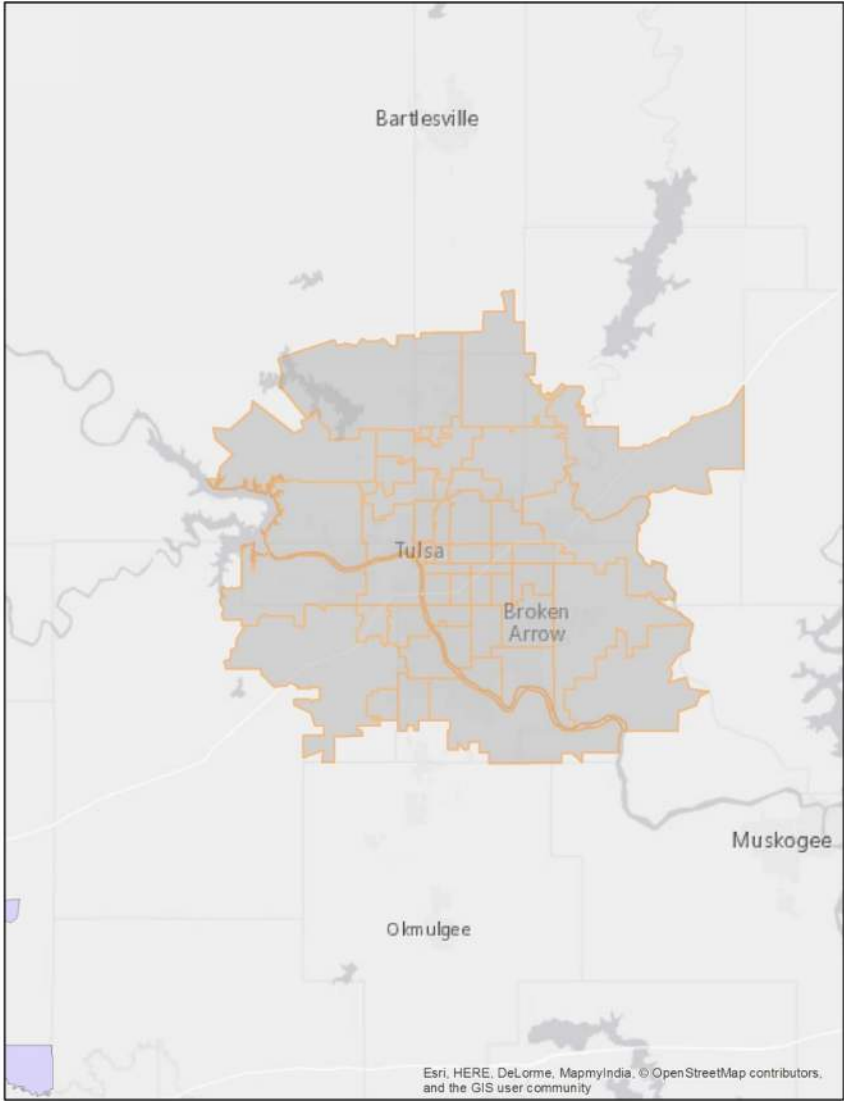 Bartlesville
Tulsa
Broken
Arrow
Muskogee
Okmulgee
Esri, HERE, DeLorme, MapmyIndia, © OpenStreetMap contributors,
and the GIS user community